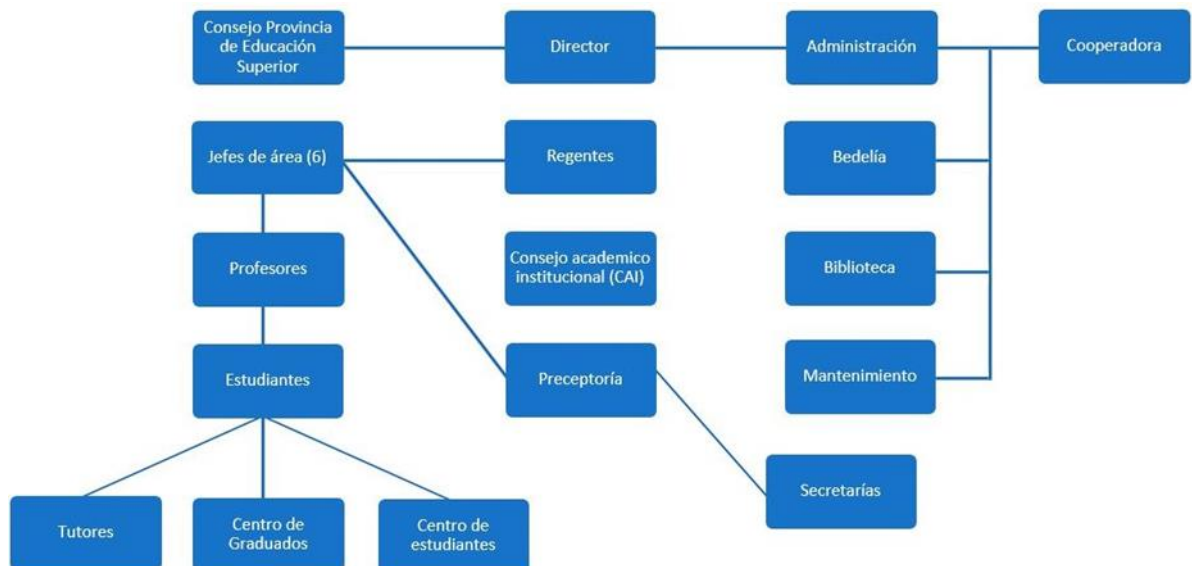 Consejo Provincia
de Educación
Superior
Director
Administración
Cooperadora
Jefes de área (6)
Regentes
Bedelía
Profesores
Consejo academico
institucional (CAI)
Biblioteca
Estudiantes
Preceptoría
Mantenimiento
Secretarías
Tutores
Centro de
Graduados
Centro de
estudiantes